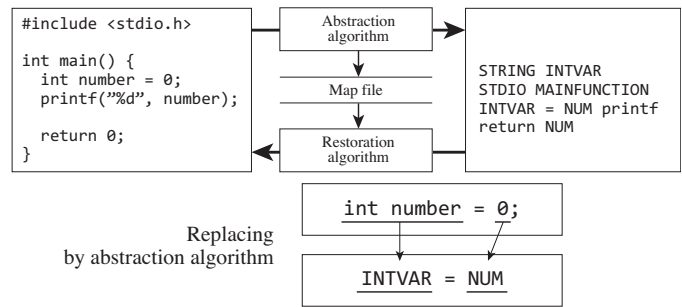 #include <stdio.h>
int main() {
int number = 0;
printf(”%d”, number);
return 0;
}
Abstraction
algorithm
Map file
Restoration
algorithm
STRING INTVAR
STDIO MAINFUNCTION
INTVAR = NUM printf
return NUM
Replacing
by abstraction algorithm
int number = 0;
INTVAR = NUM